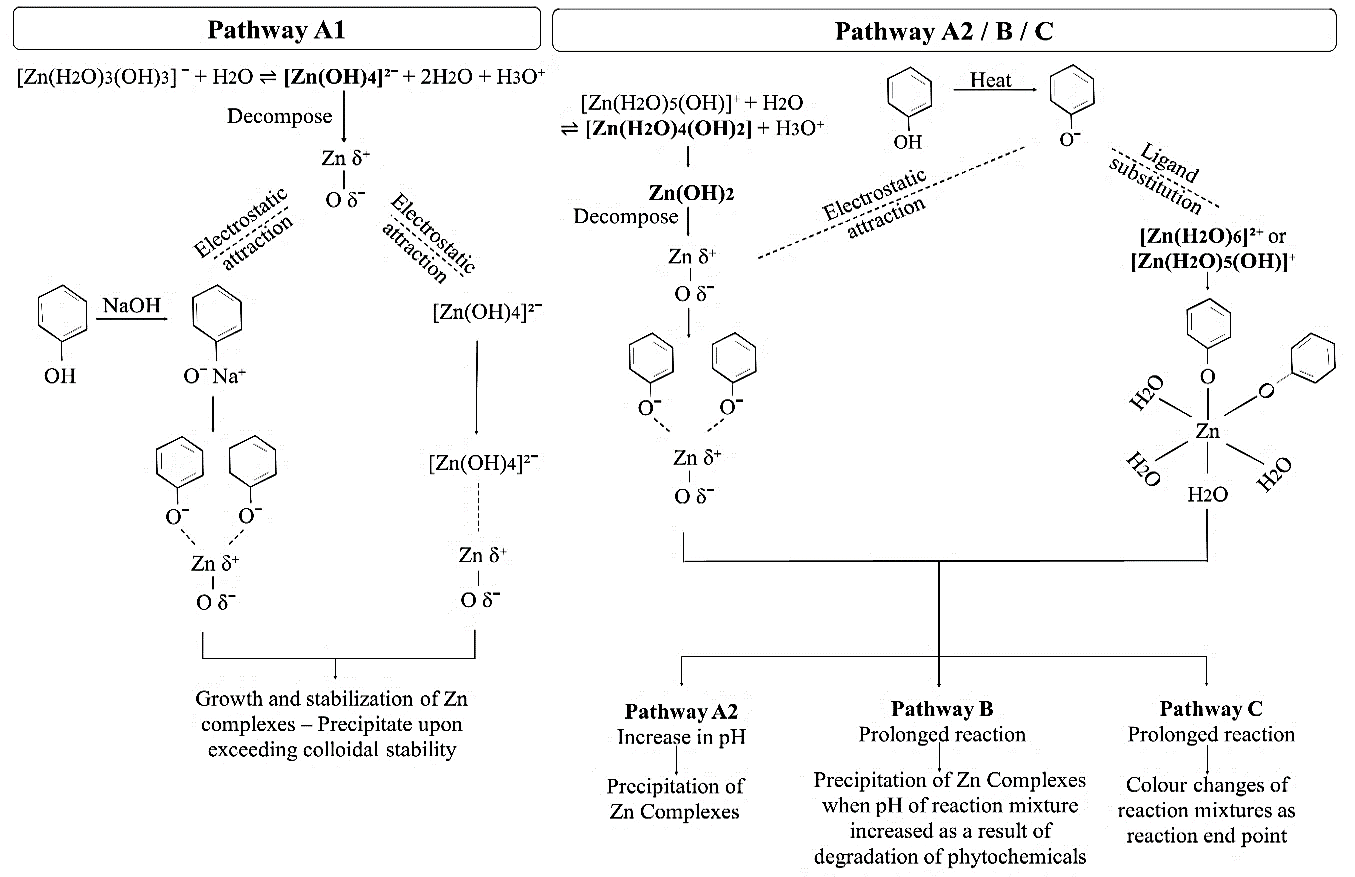 Pathway A1
[Zn(H2O)3(OH)3]⁻ + H2O ⇌ [Zn(OH)4]²⁻ + 2H2O + H3O⁺
Decompose
Zn δ⁺
O δ⁻
Electrostatic
attraction
Electrostatic
attraction
OH
NaOH
O⁻ Na⁺
[Zn(OH)4]²⁻
O⁻
O⁻
Zn δ⁺
O δ⁻
[Zn(OH)4]²⁻
Zn δ⁺
O δ⁻
Growth and stabilization of Zn
complexes – Precipitate upon
exceeding colloidal stability
Pathway A2 / B / C
[Zn(H2O)5(OH)]⁺ + H2O
⇌ [Zn(H2O)4(OH)2] + H3O⁺
Zn(OH)2
Decompose
Zn δ⁺
O δ⁻
OH
Heat
O⁻
Electrostatic
attraction
Ligand
substitution
O⁻
O⁻
Zn δ⁺
O δ⁻
[Zn(H2O)6]²⁺ or
[Zn(H2O)5(OH)]⁺
O
O
H2O
Zn
H2O
H2O
H2O
Pathway A2
Increase in pH
Precipitation of
Zn Complexes
Pathway B
Prolonged reaction
Precipitation of Zn Complexes
when pH of reaction mixture
increased as a result of
degradation of phytochemicals
Pathway C
Prolonged reaction
Colour changes of
reaction mixtures as
reaction end point